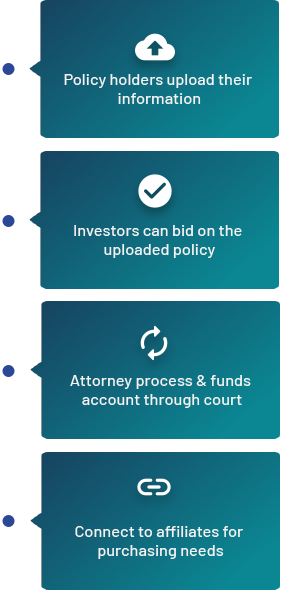 Policy holders upload their
information
Investors can bid on the
uploaded policy
Attorney process & funds
account through court
Connect to affiliates for
purchasing needs